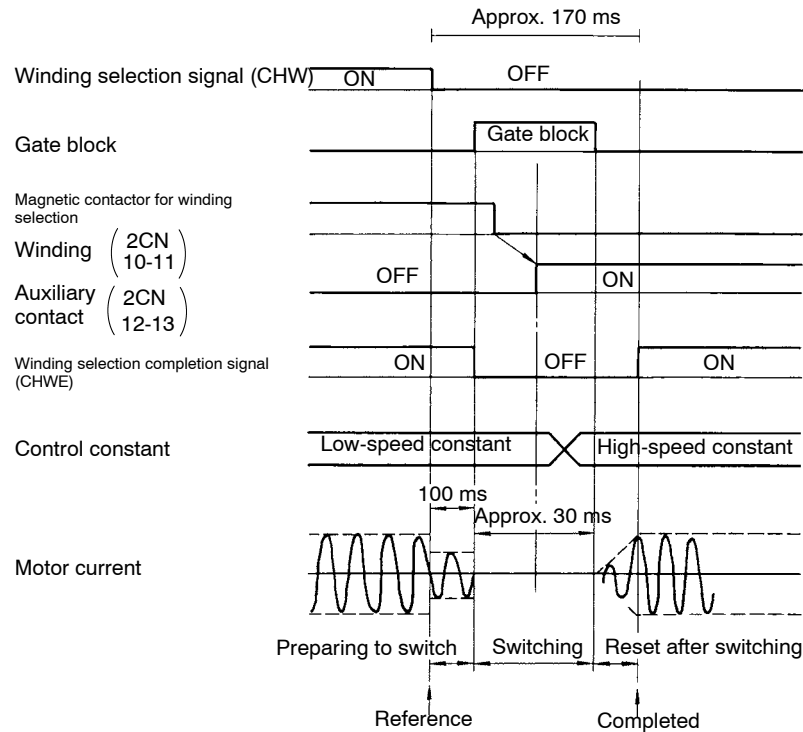 Approx. 170 ms
Winding selection signal (CHW)
ON
OFF
Gate block
Gate block
Magnetic contactor for winding
selection
Winding (2CN
10-11)
OFF
ON
Auxiliary
contact (2CN
12-13)
Winding selection completion signal
(CHWE)
ON
OFF
ON
Control constant
Low-speed constant
High-speed constant
100 ms
Approx. 30 ms
Motor current
Preparing to switch
Switching
Reset after switching
Reference
Completed